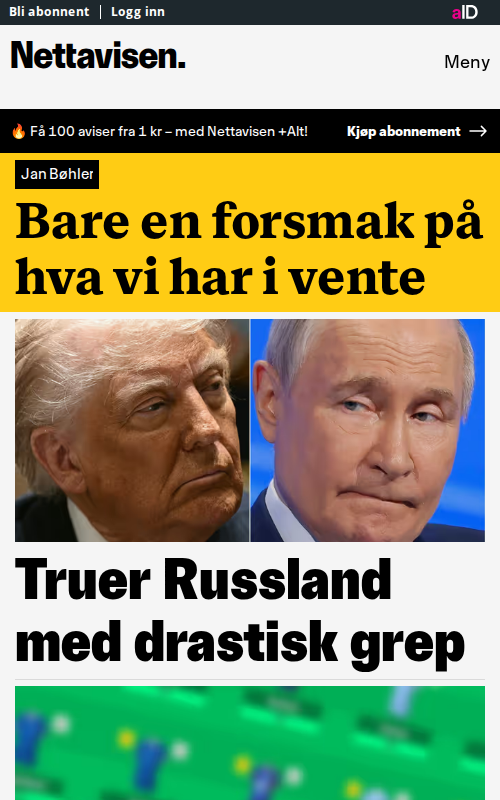 Bli abonnent | Logg inn
aID
Nettavisen.
Meny
🔥 Få 100 aviser fra 1 kr – med Nettavisen +Alt!
Kjøp abonnement →
Jan Bøhler
Bare en forsmak på
hva vi har i vente
Truer Russland
med drastisk grep